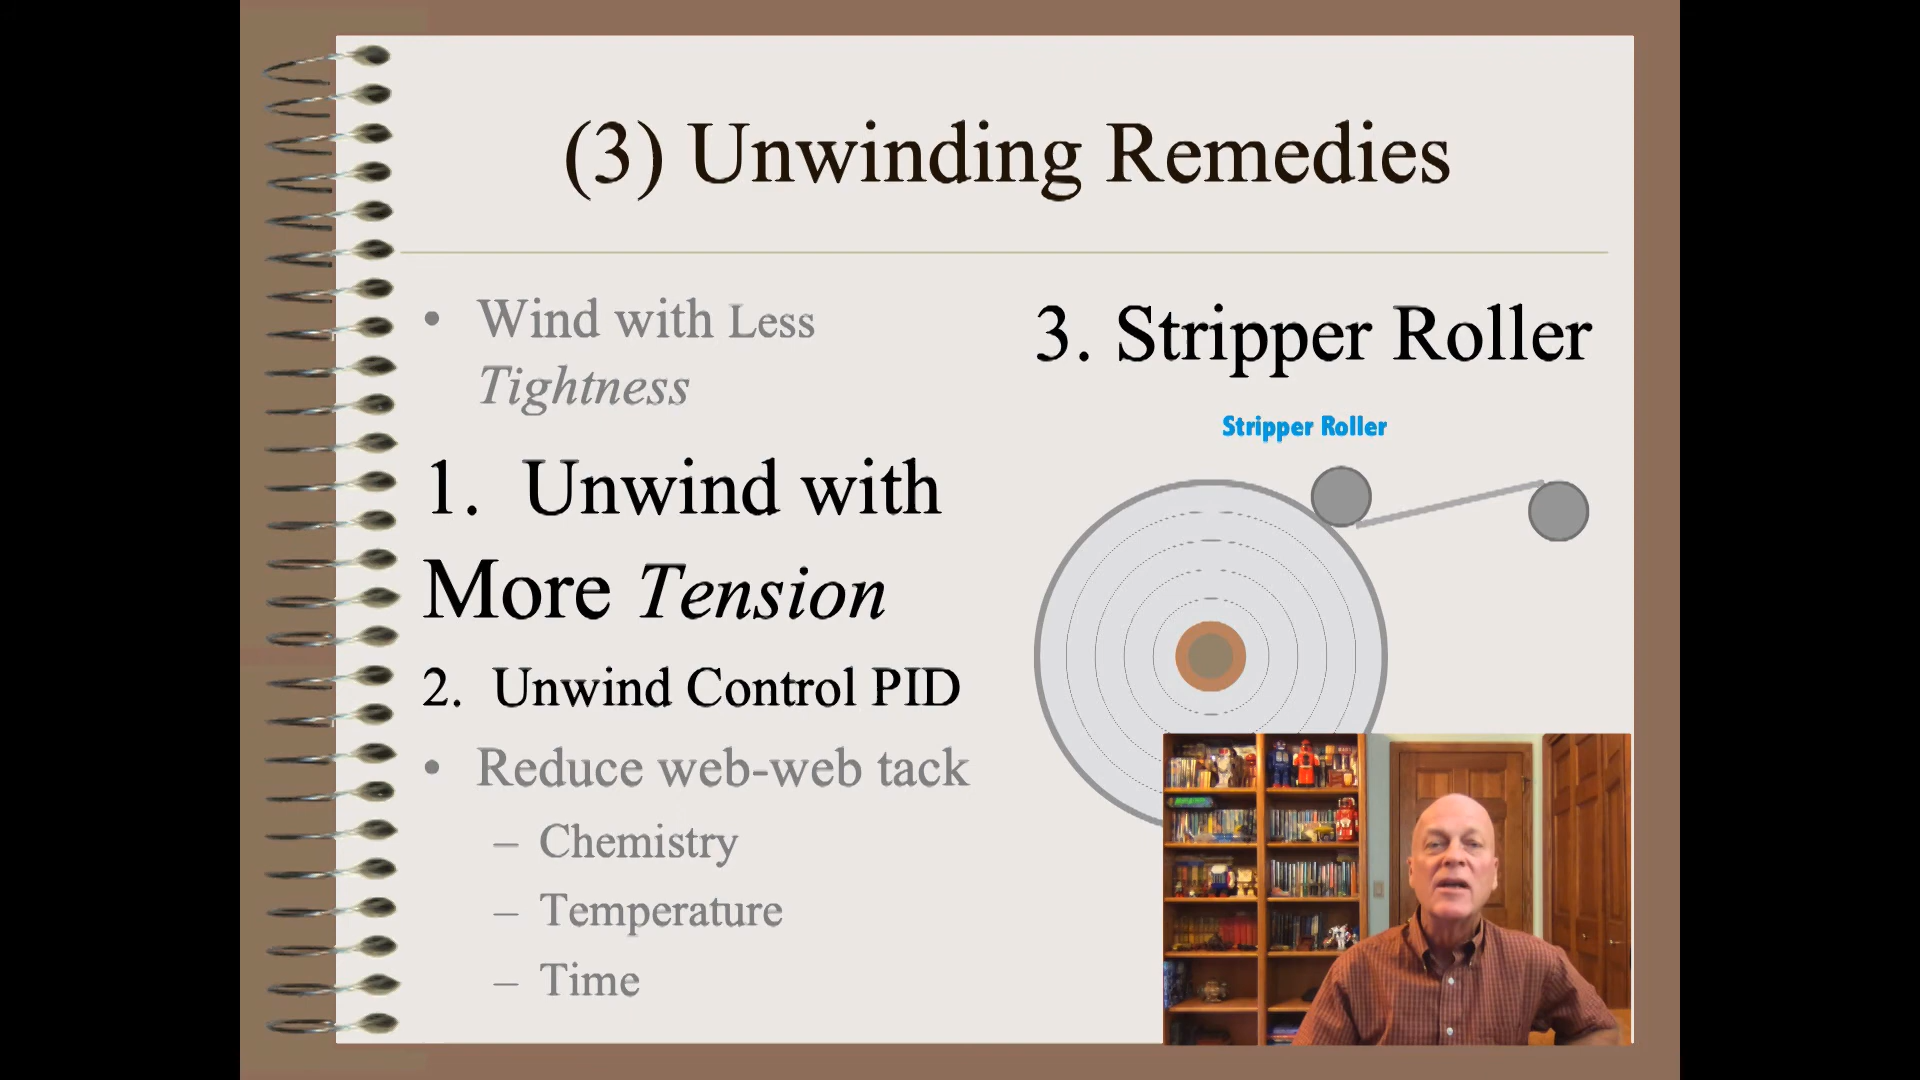 (3) Unwinding Remedies
• Wind with Less
Tightness
1. Unwind with
More Tension
2. Unwind Control PID
• Reduce web-web tack
– Chemistry
– Temperature
– Time
3. Stripper Roller
Stripper Roller